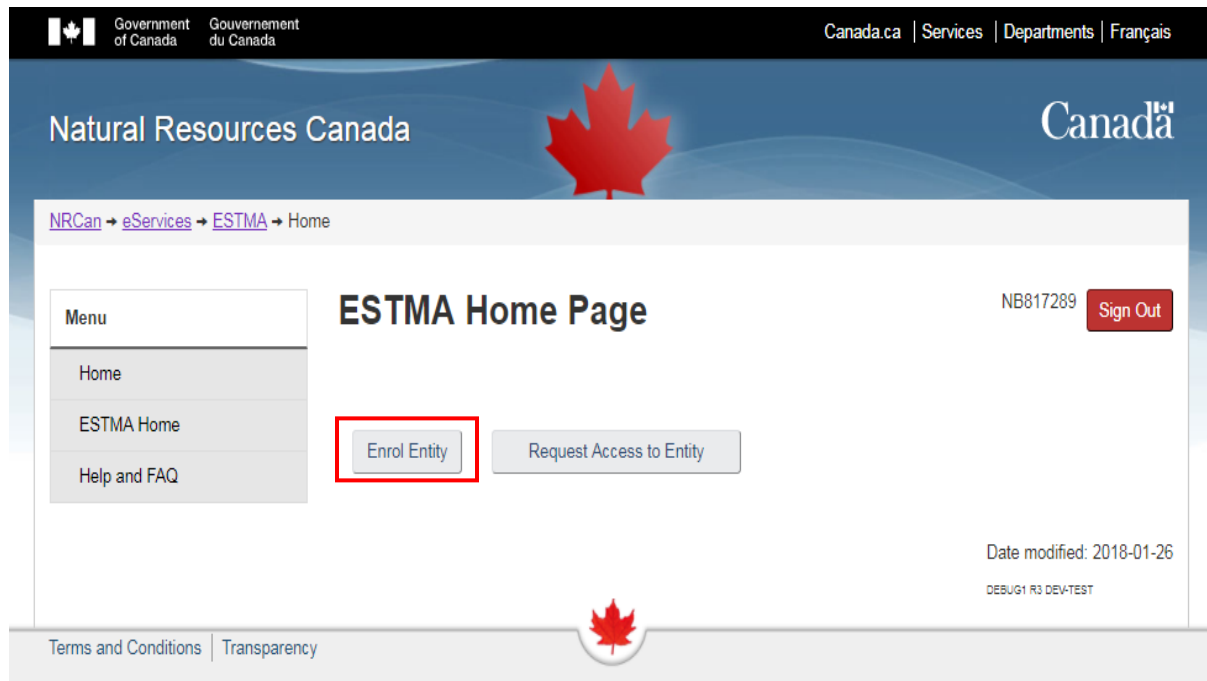 Government Gouvernement
of Canada du Canada
Canada.ca | Services | Departments | Français
Natural Resources Canada
Canada
NRCan → eServices → ESTMA → Home
Menu
Home
ESTMA Home
Help and FAQ
ESTMA Home Page
NB817289 Sign Out
Enrol Entity Request Access to Entity
Date modified: 2018-01-26
DEBUG1 R3 DEV-TEST
Terms and Conditions | Transparency